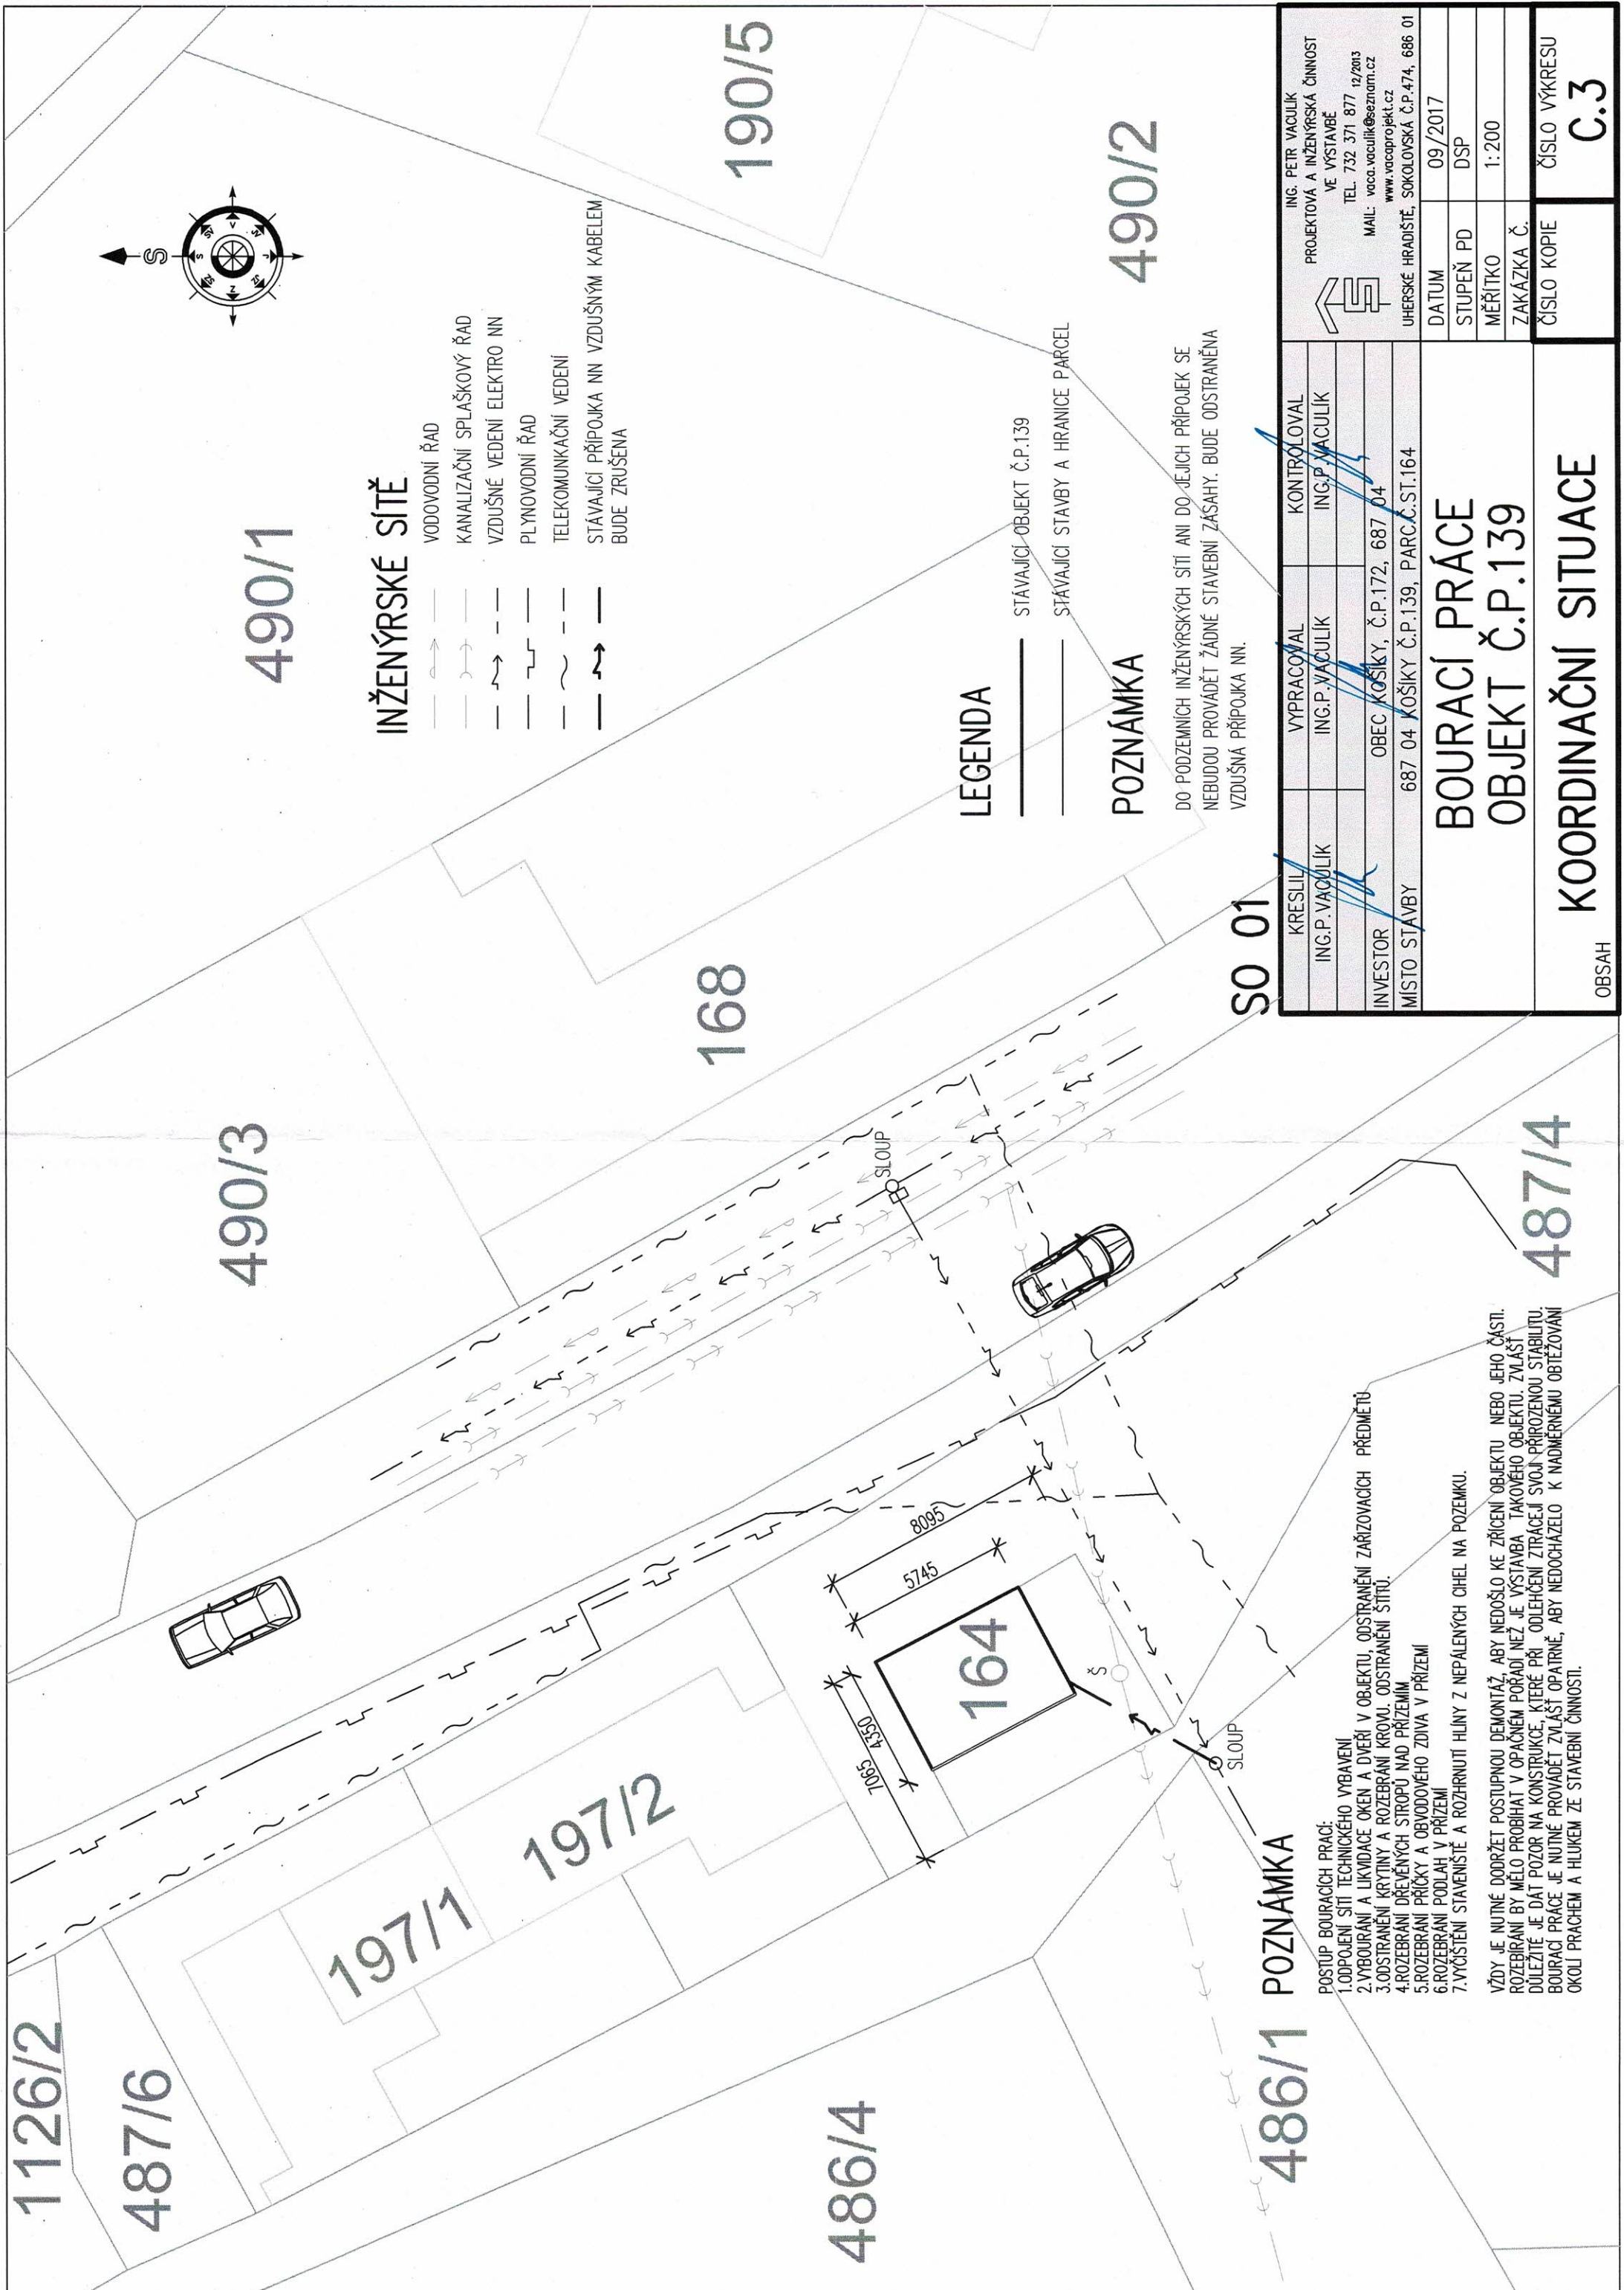 1126/2
487/6
197/1
197/2
486/4
486/1
490/3
490/1
168
190/5
490/2
487/4
164
S
S
SV
V
JV
J
JZ
Z
SZ
INŽENÝRSKÉ SÍTĚ
VODOVODNÍ ŘAD
KANALIZAČNÍ SPLAŠKOVÝ ŘAD
VZDUŠNÉ VEDENÍ ELEKTRO NN
PLYNOVODNÍ ŘAD
TELEKOMUNKAČNÍ VEDENÍ
STÁVAJÍCÍ PŘÍPOJKA NN VZDUŠNÝM KABELEM
BUDE ZRUŠENA
LEGENDA
STÁVAJÍCÍ OBJEKT Č.P.139
STÁVAJÍCÍ STAVBY A HRANICE PARCEL
POZNÁMKA
DO PODZEMNÍCH INŽENÝRSKÝCH SÍTÍ ANI DO JEJICH PŘÍPOJEK SE
NEBUDOU PROVÁDĚT ŽÁDNÉ STAVEBNÍ ZÁSAHY. BUDE ODSTRANĚNA
VZDUŠNÁ PŘÍPOJKA NN.
SLOUP
8095
5745
7065
4350
Š
SLOUP
POZNÁMKA
POSTUP BOURACÍCH PRACÍ:
1.ODPOJENÍ SÍTÍ TECHNICKÉHO VYBAVENÍ
2.VYBOURÁNÍ A LIKVIDACE OKEN A DVEŘÍ V OBJEKTU, ODSTRANĚNÍ ZAŘIZOVACÍCH PŘEDMĚTŮ
3.ODSTRANĚNÍ KRYTINY A ROZEBRÁNÍ KROVU. ODSTRANĚNÍ ŠTÍTŮ.
4.ROZEBRÁNÍ DŘEVĚNÝCH STROPŮ NAD PŘÍZEMÍM
5.ROZEBRÁNÍ PŘÍČKY A OBVODOVÉHO ZDIVA V PŘÍZEMÍ
6.ROZEBRÁNÍ PODLAH V PŘÍZEMÍ
7.VYČIŠTĚNÍ STAVENIŠTĚ A ROZHRNUTÍ HLÍNY Z NEPÁLENÝCH CIHEL NA POZEMKU.
VŽDY JE NUTNÉ DODRŽET POSTUPNOU DEMONTÁŽ, ABY NEDOŠLO KE ZŘÍCENÍ OBJEKTU NEBO JEHO ČÁSTI.
ROZEBÍRÁNÍ BY MĚLO PROBÍHAT V OPAČNÉM POŘADÍ NEŽ JE VÝSTAVBA TAKOVÉHO OBJEKTU. ZVLÁŠŤ
DŮLEŽITÉ JE DÁT POZOR NA KONSTRUKCE, KTERÉ PŘI ODLEHČENÍ ZTRÁCEJÍ SVOJI PŘIROZENOU STABILITU.
BOURACÍ PRÁCE JE NUTNÉ PROVÁDĚT ZVLÁŠŤ OPATRNĚ, ABY NEDOCHÁZELO K NADMĚRNÉMU OBTĚŽOVÁNÍ
OKOLÍ PRACHEM A HLUKEM ZE STAVEBNÍ ČINNOSTI.
SO 01
KRESLIL VYPRACOVAL KONTROLOVAL
ING.P.VACULÍK ING.P.VACULÍK ING.P.VACULÍK
INVESTOR OBEC KOŠÍKY, Č.P.172, 687 04
MÍSTO STAVBY 687 04 KOŠÍKY Č.P.139, PARC.Č.ST.164
ING. PETR VACULÍK
PROJEKTOVÁ A INŽENÝRSKÁ ČINNOST
VE VÝSTAVBĚ
TEL. 732 371 877 12/2013
MAIL: vaca.vaculik@seznam.cz
www.vacaprojekt.cz
UHERSKÉ HRADIŠTĚ, SOKOLOVSKÁ Č.P.474, 686 01
BOURACÍ PRÁCE
OBJEKT Č.P.139
DATUM 09/2017
STUPEŇ PD DSP
MĚŘÍTKO 1:200
ZAKÁZKA Č.
OBSAH KOORDINAČNÍ SITUACE
ČÍSLO KOPIE
ČÍSLO VÝKRESU
C.3